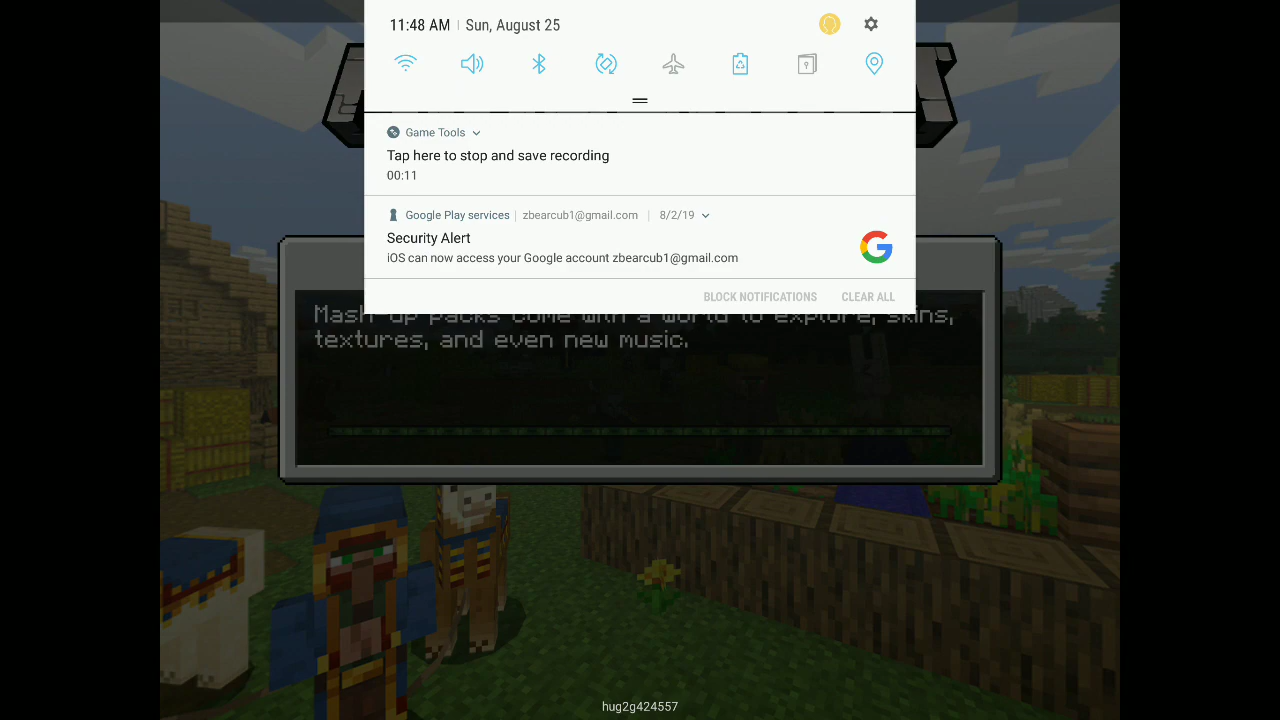 11:48 AM | Sun, August 25
Game Tools
Tap here to stop and save recording
00:11
Google Play services | zbearcub1@gmail.com | 8/2/19
Security Alert
iOS can now access your Google account zbearcub1@gmail.com
BLOCK NOTIFICATIONS CLEAR ALL
Mash-up packs come with a world to explore, skins,
textures, and even new music.
hug2g424557